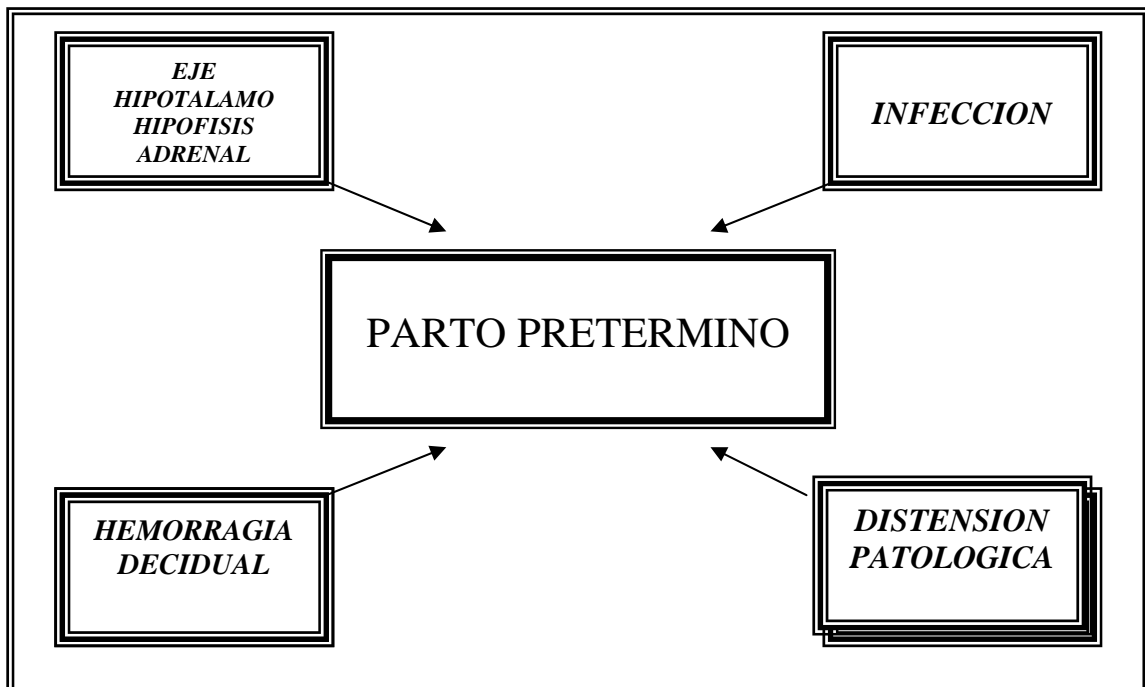 EJE
HIPOTALAMO
HIPOFISIS
ADRENAL
INFECCION
PARTO PRETERMINO
HEMORRAGIA
DECIDUAL
DISTENSION
PATOLOGICA